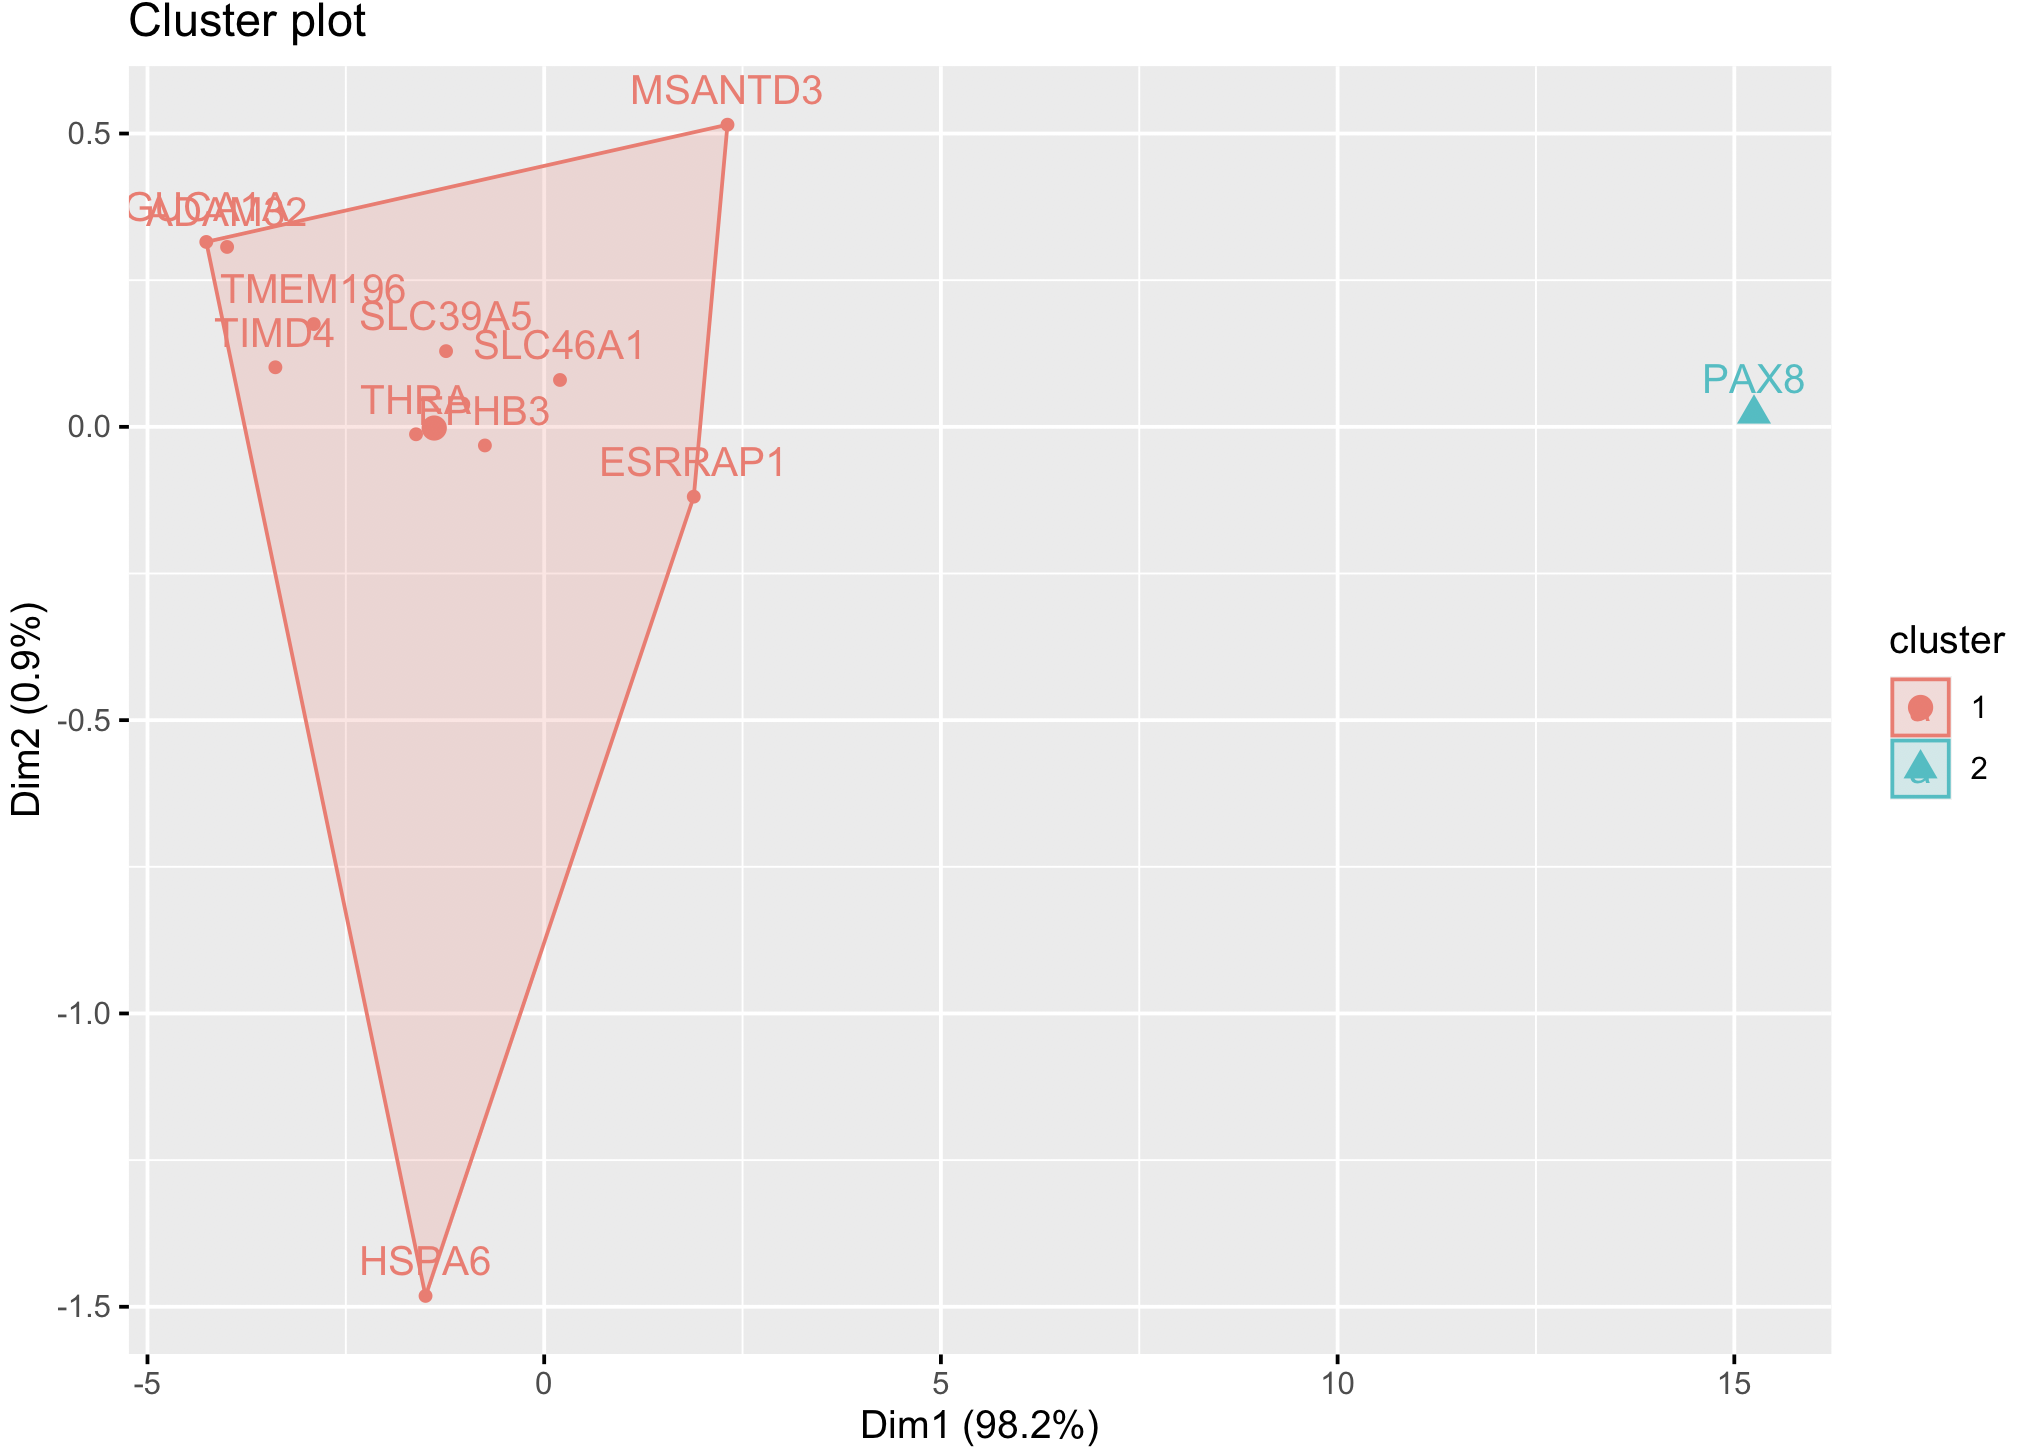 Cluster plot
MSANTD3
0.5
GUCA1A
ADAM32
TMEM196
SLC39A5
TIMD4
SLC46A1
PAX8
THRA
EPHB3
0.0
ESRRAP1
cluster
1
2
-0.5
-1.0
HSPA6
-1.5
-5 0 5 10 15
Dim1 (98.2%)
Dim2 (0.9%)